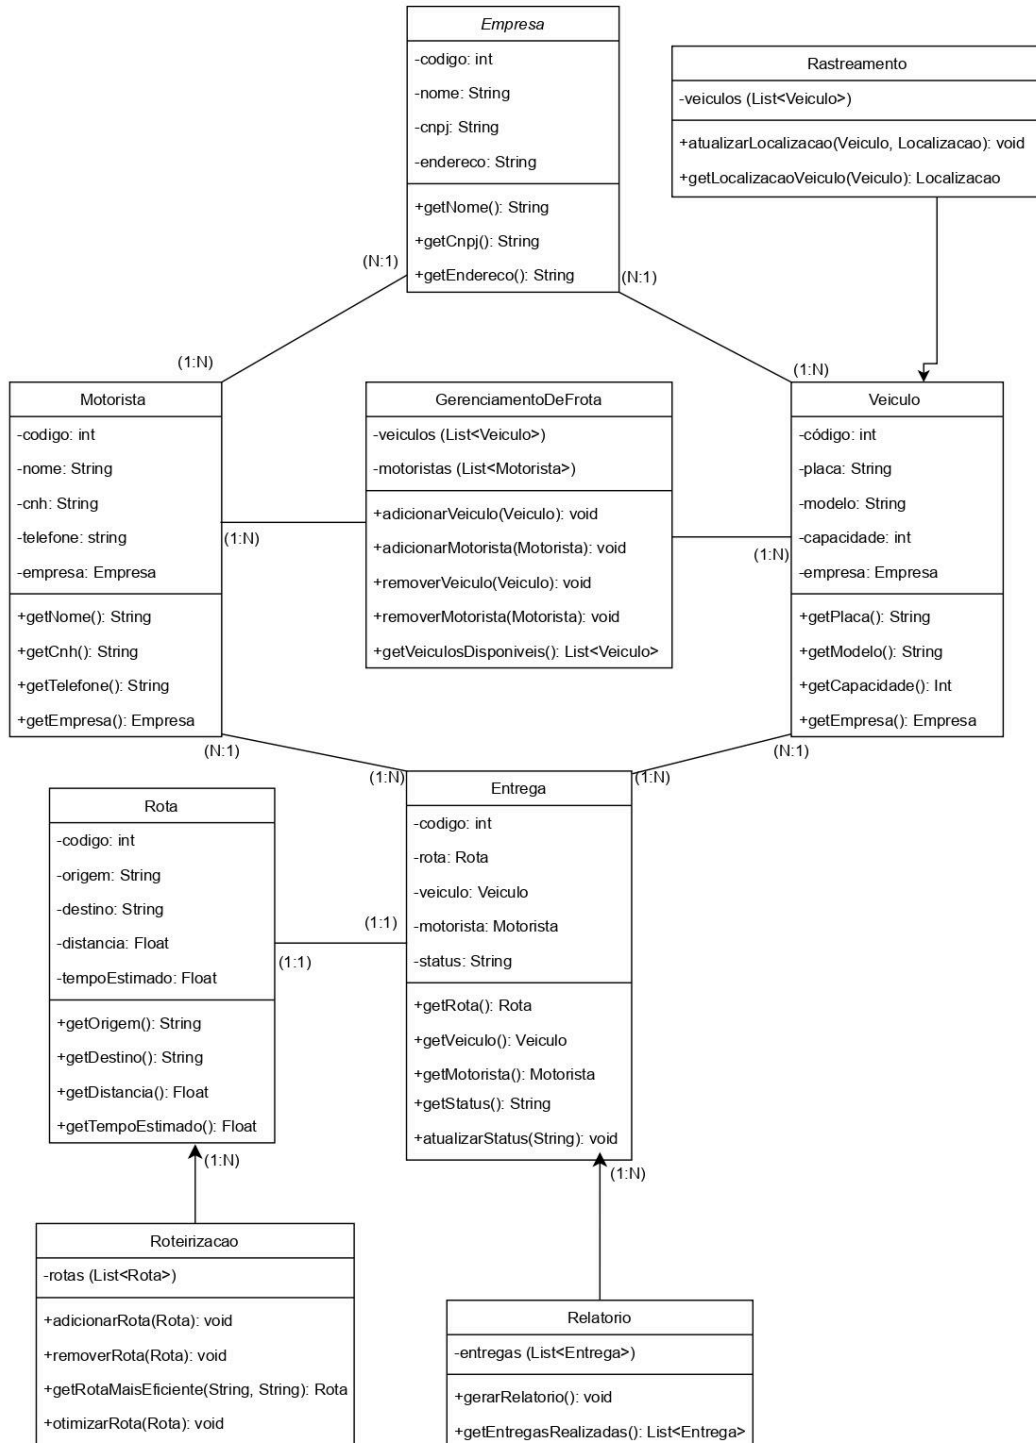 Empresa
-codigo: int
-nome: String
-cnpj: String
-endereco: String
+getNome(): String
+getCnpj(): String
+getEndereco(): String
Rastreamento
-veiculos (List<Veiculo>)
+atualizarLocalizacao(Veiculo, Localizacao): void
+getLocalizacaoVeiculo(Veiculo): Localizacao
(N:1)
(N:1)
(1:N)
(1:N)
Motorista
-codigo: int
-nome: String
-cnh: String
-telefone: string
-empresa: Empresa
+getNome(): String
+getCnh(): String
+getTelefone(): String
+getEmpresa(): Empresa
(1:N)
GerenciamentoDeFrota
-veiculos (List<Veiculo>)
-motoristas (List<Motorista>)
+adicionarVeiculo(Veiculo): void
+adicionarMotorista(Motorista): void
+removerVeiculo(Veiculo): void
+removerMotorista(Motorista): void
+getVeiculosDisponiveis(): List<Veiculo>
(1:N)
Veiculo
-código: int
-placa: String
-modelo: String
-capacidade: int
-empresa: Empresa
+getPlaca(): String
+getModelo(): String
+getCapacidade(): Int
+getEmpresa(): Empresa
(N:1)
(1:N)
(1:N)
(N:1)
Rota
-codigo: int
-origem: String
-destino: String
-distancia: Float
-tempoEstimado: Float
+getOrigem(): String
+getDestino(): String
+getDistancia(): Float
+getTempoEstimado(): Float
(1:1)
(1:1)
Entrega
-codigo: int
-rota: Rota
-veiculo: Veiculo
-motorista: Motorista
-status: String
+getRota(): Rota
+getVeiculo(): Veiculo
+getMotorista(): Motorista
+getStatus(): String
+atualizarStatus(String): void
(1:N)
(1:N)
Roteirizacao
-rotas (List<Rota>)
+adicionarRota(Rota): void
+removerRota(Rota): void
+getRotaMaisEficiente(String, String): Rota
+otimizarRota(Rota): void
Relatorio
-entregas (List<Entrega>)
+gerarRelatorio(): void
+getEntregasRealizadas(): List<Entrega>